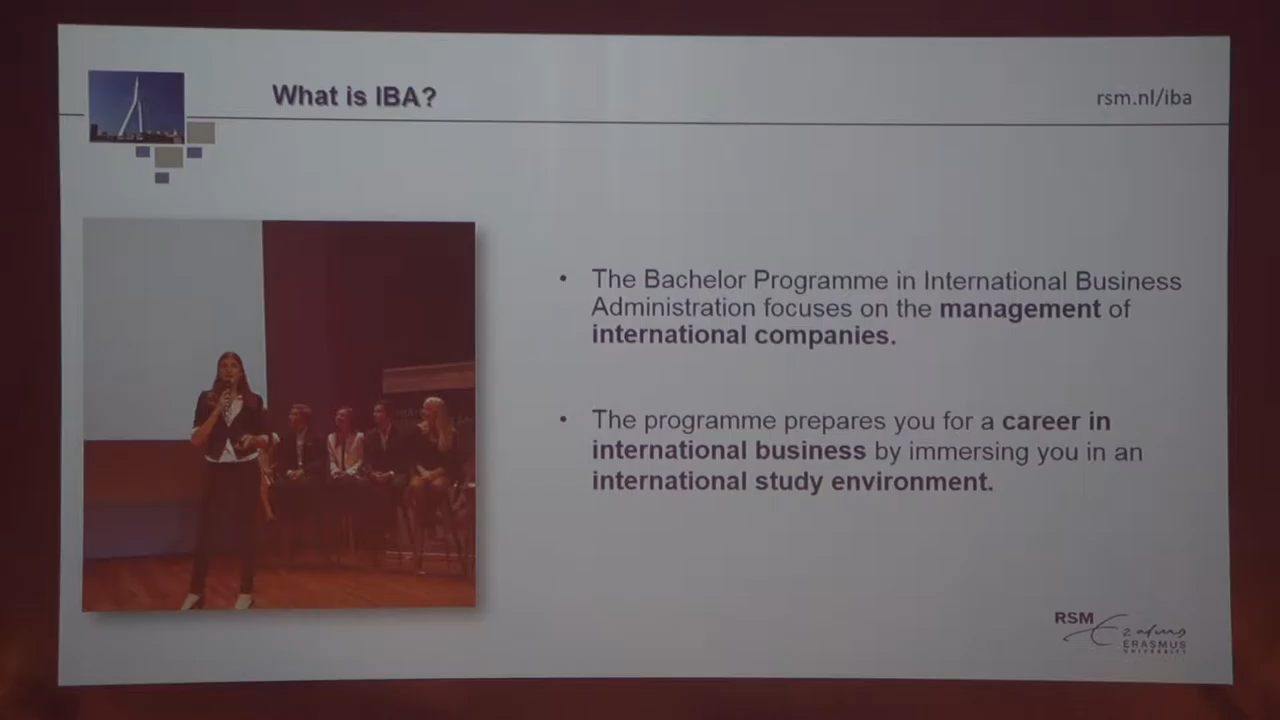 What is IBA?
rsm.nl/iba
• The Bachelor Programme in International Business
Administration focuses on the management of
international companies.
• The programme prepares you for a career in
international business by immersing you in an
international study environment.
RSM
Erasmus
ERASMUS
UNIVERSITY